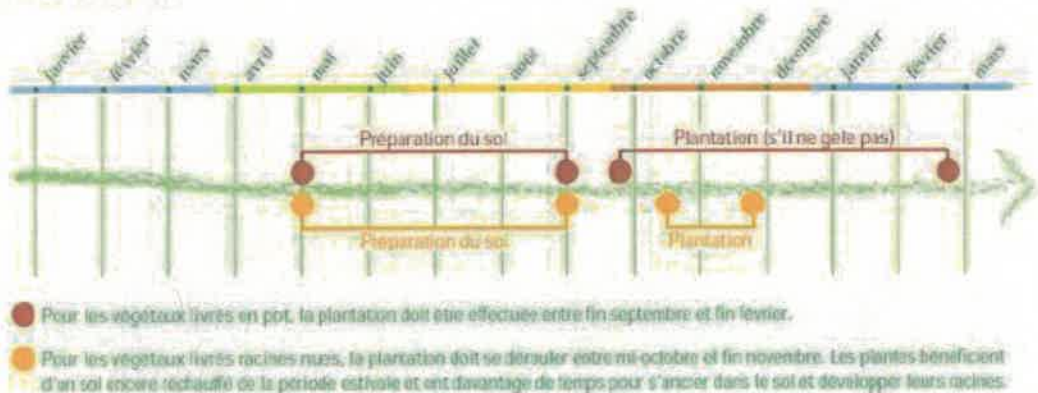 janvier février mars avril mai juin juillet août septembre octobre novembre décembre janvier février mars
Préparation du sol Plantation (s'il ne gèle pas)
Préparation du sol Plantation
Pour les végétaux livrés en pot, la plantation doit être effectuée entre fin septembre et fin février.
Pour les végétaux livrés racines nues, la plantation doit se dérouler entre mi-octobre et fin novembre. Les plantes bénéficient
d'un sol encore réchauffé de la période estivale et ont davantage de temps pour s'ancrer dans le sol et développer leurs racines.